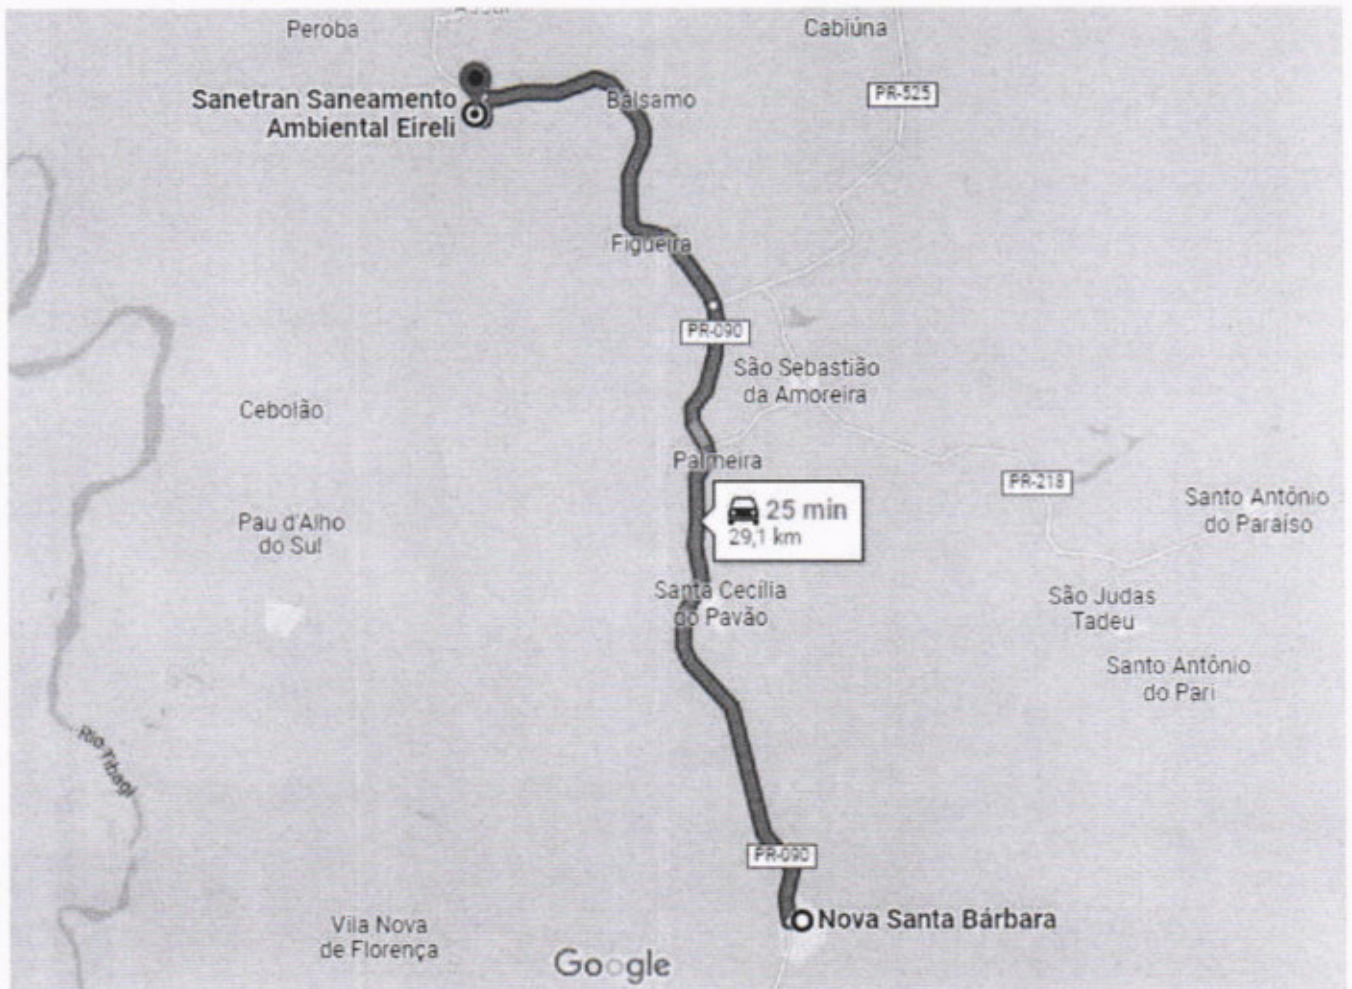 Peroba
Cabiúna
PR-525
Sanetran Saneamento
Ambiental Eireli
Bálsamo
Figueira
PR-090
São Sebastião
da Amoreira
Cebolão
Palmeira
PR-218
25 min
29,1 km
Santo Antônio
do Paraíso
Pau d'Alho
do Sul
Santa Cecília
do Pavão
São Judas
Tadeu
Santo Antônio
do Pari
Rio Tibagi
PR-090
Nova Santa Bárbara
Vila Nova
de Florença
Google